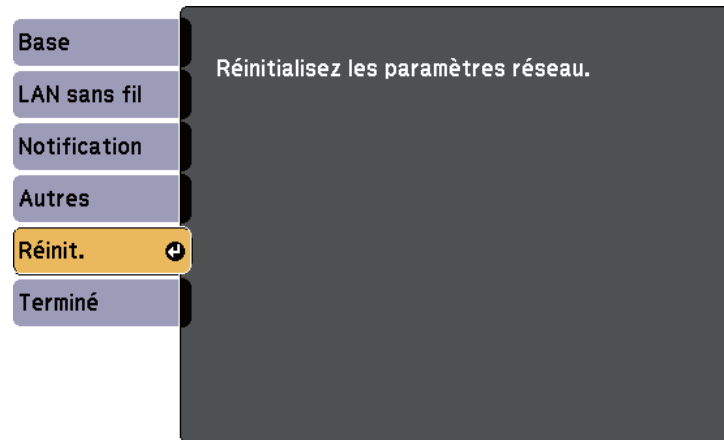 Base
LAN sans fil
Notification
Autres
Réinit.
Terminé
Réinitialisez les paramètres réseau.